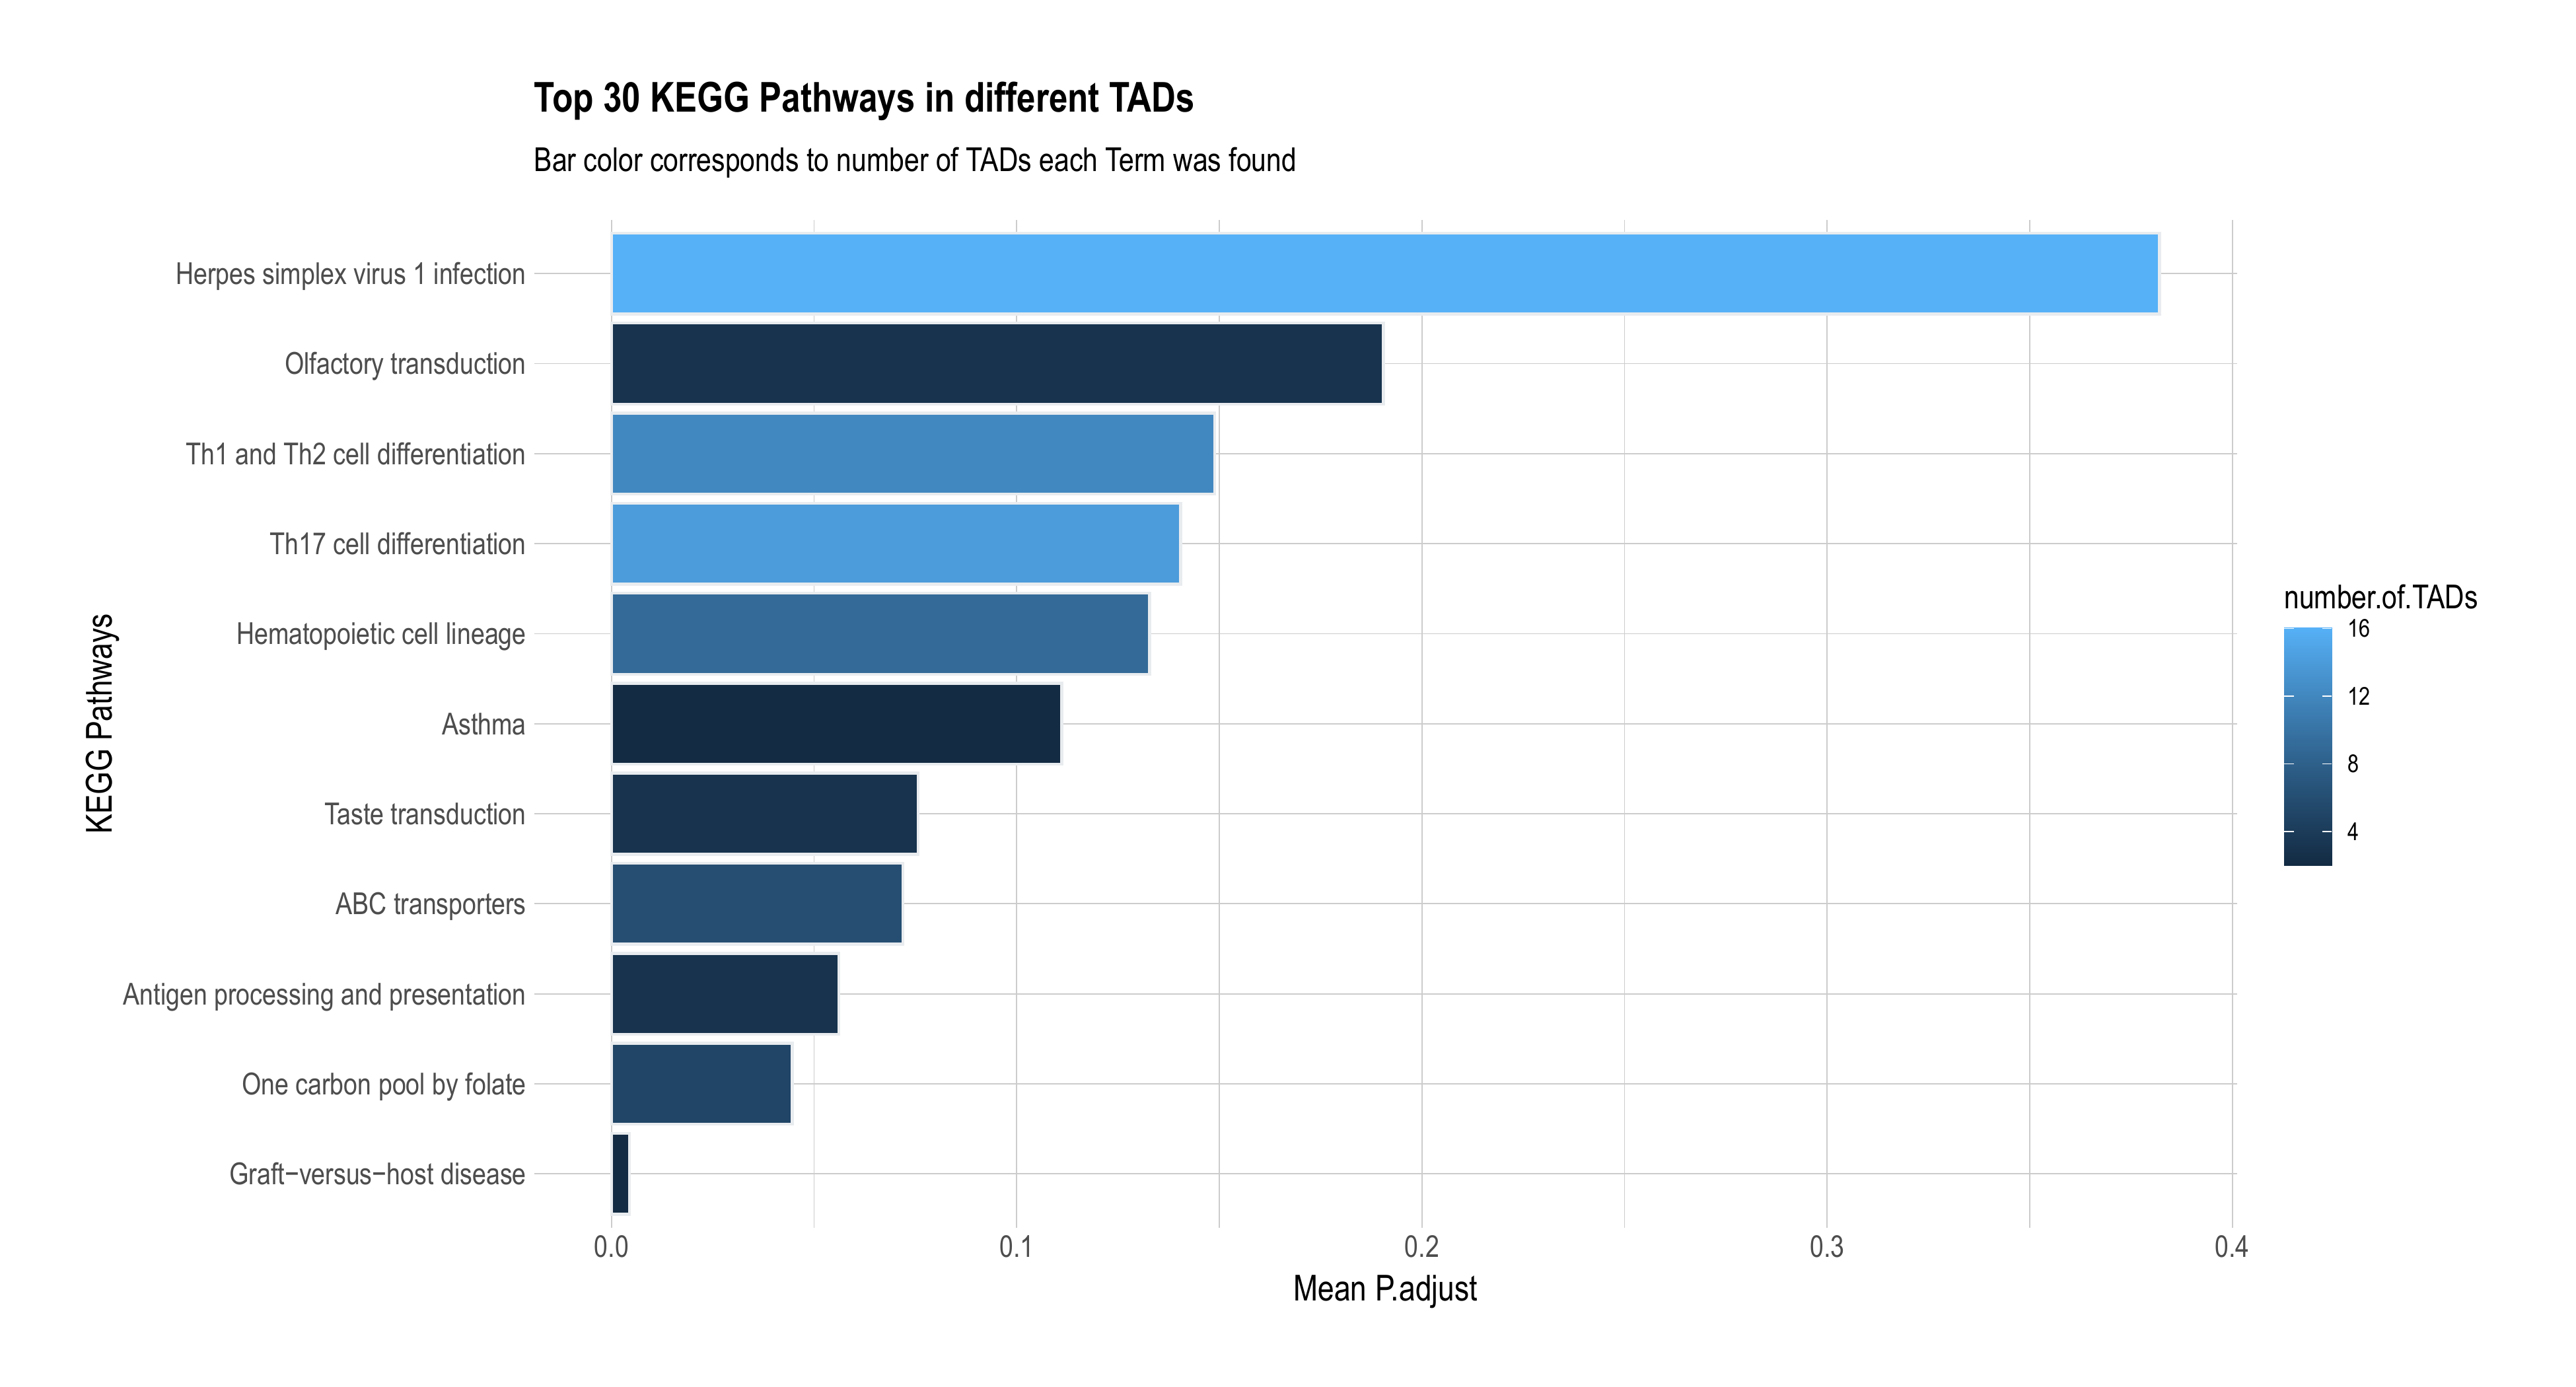 Top 30 KEGG Pathways in different TADs
Bar color corresponds to number of TADs each Term was found
KEGG Pathways
Herpes simplex virus 1 infection
Olfactory transduction
Th1 and Th2 cell differentiation
Th17 cell differentiation
Hematopoietic cell lineage
Asthma
Taste transduction
ABC transporters
Antigen processing and presentation
One carbon pool by folate
Graft−versus−host disease
0.0 0.1 0.2 0.3 0.4
Mean P.adjust
number.of.TADs
16
12
8
4